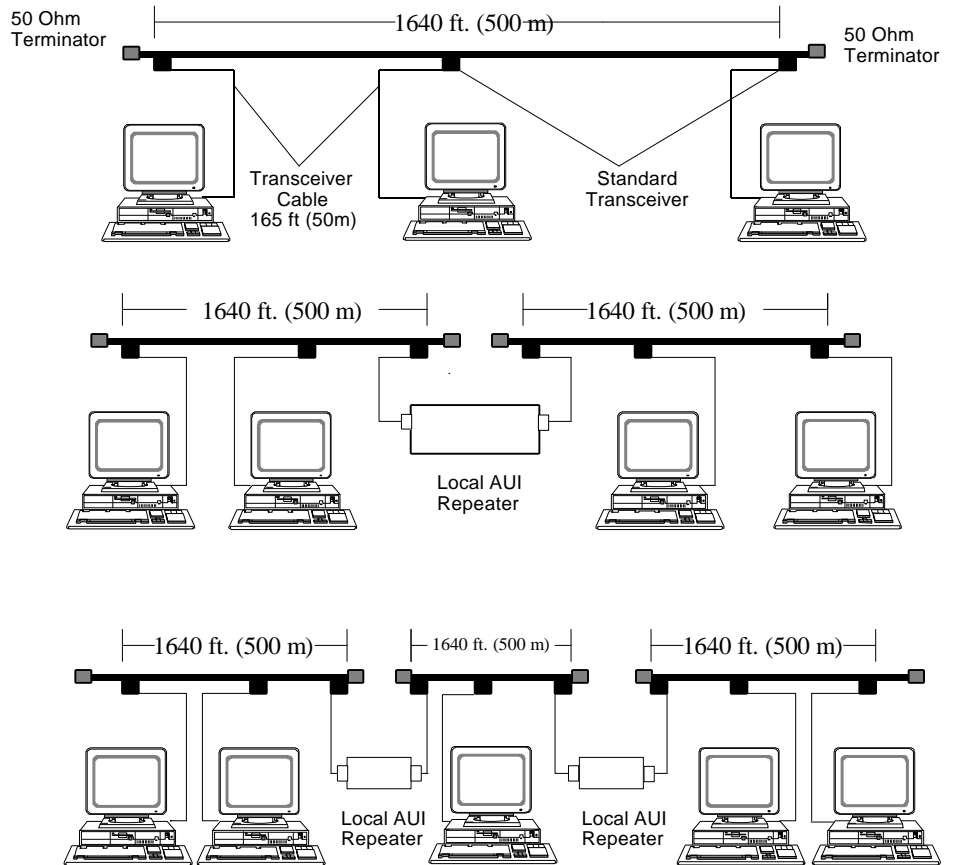 50 Ohm
Terminator
1640 ft. (500 m)
50 Ohm
Terminator
Transceiver
Cable
165 ft (50m)
Standard
Transceiver
1640 ft. (500 m)
1640 ft. (500 m)
Local AUI
Repeater
1640 ft. (500 m)
1640 ft. (500 m)
1640 ft. (500 m)
Local AUI
Repeater
Local AUI
Repeater